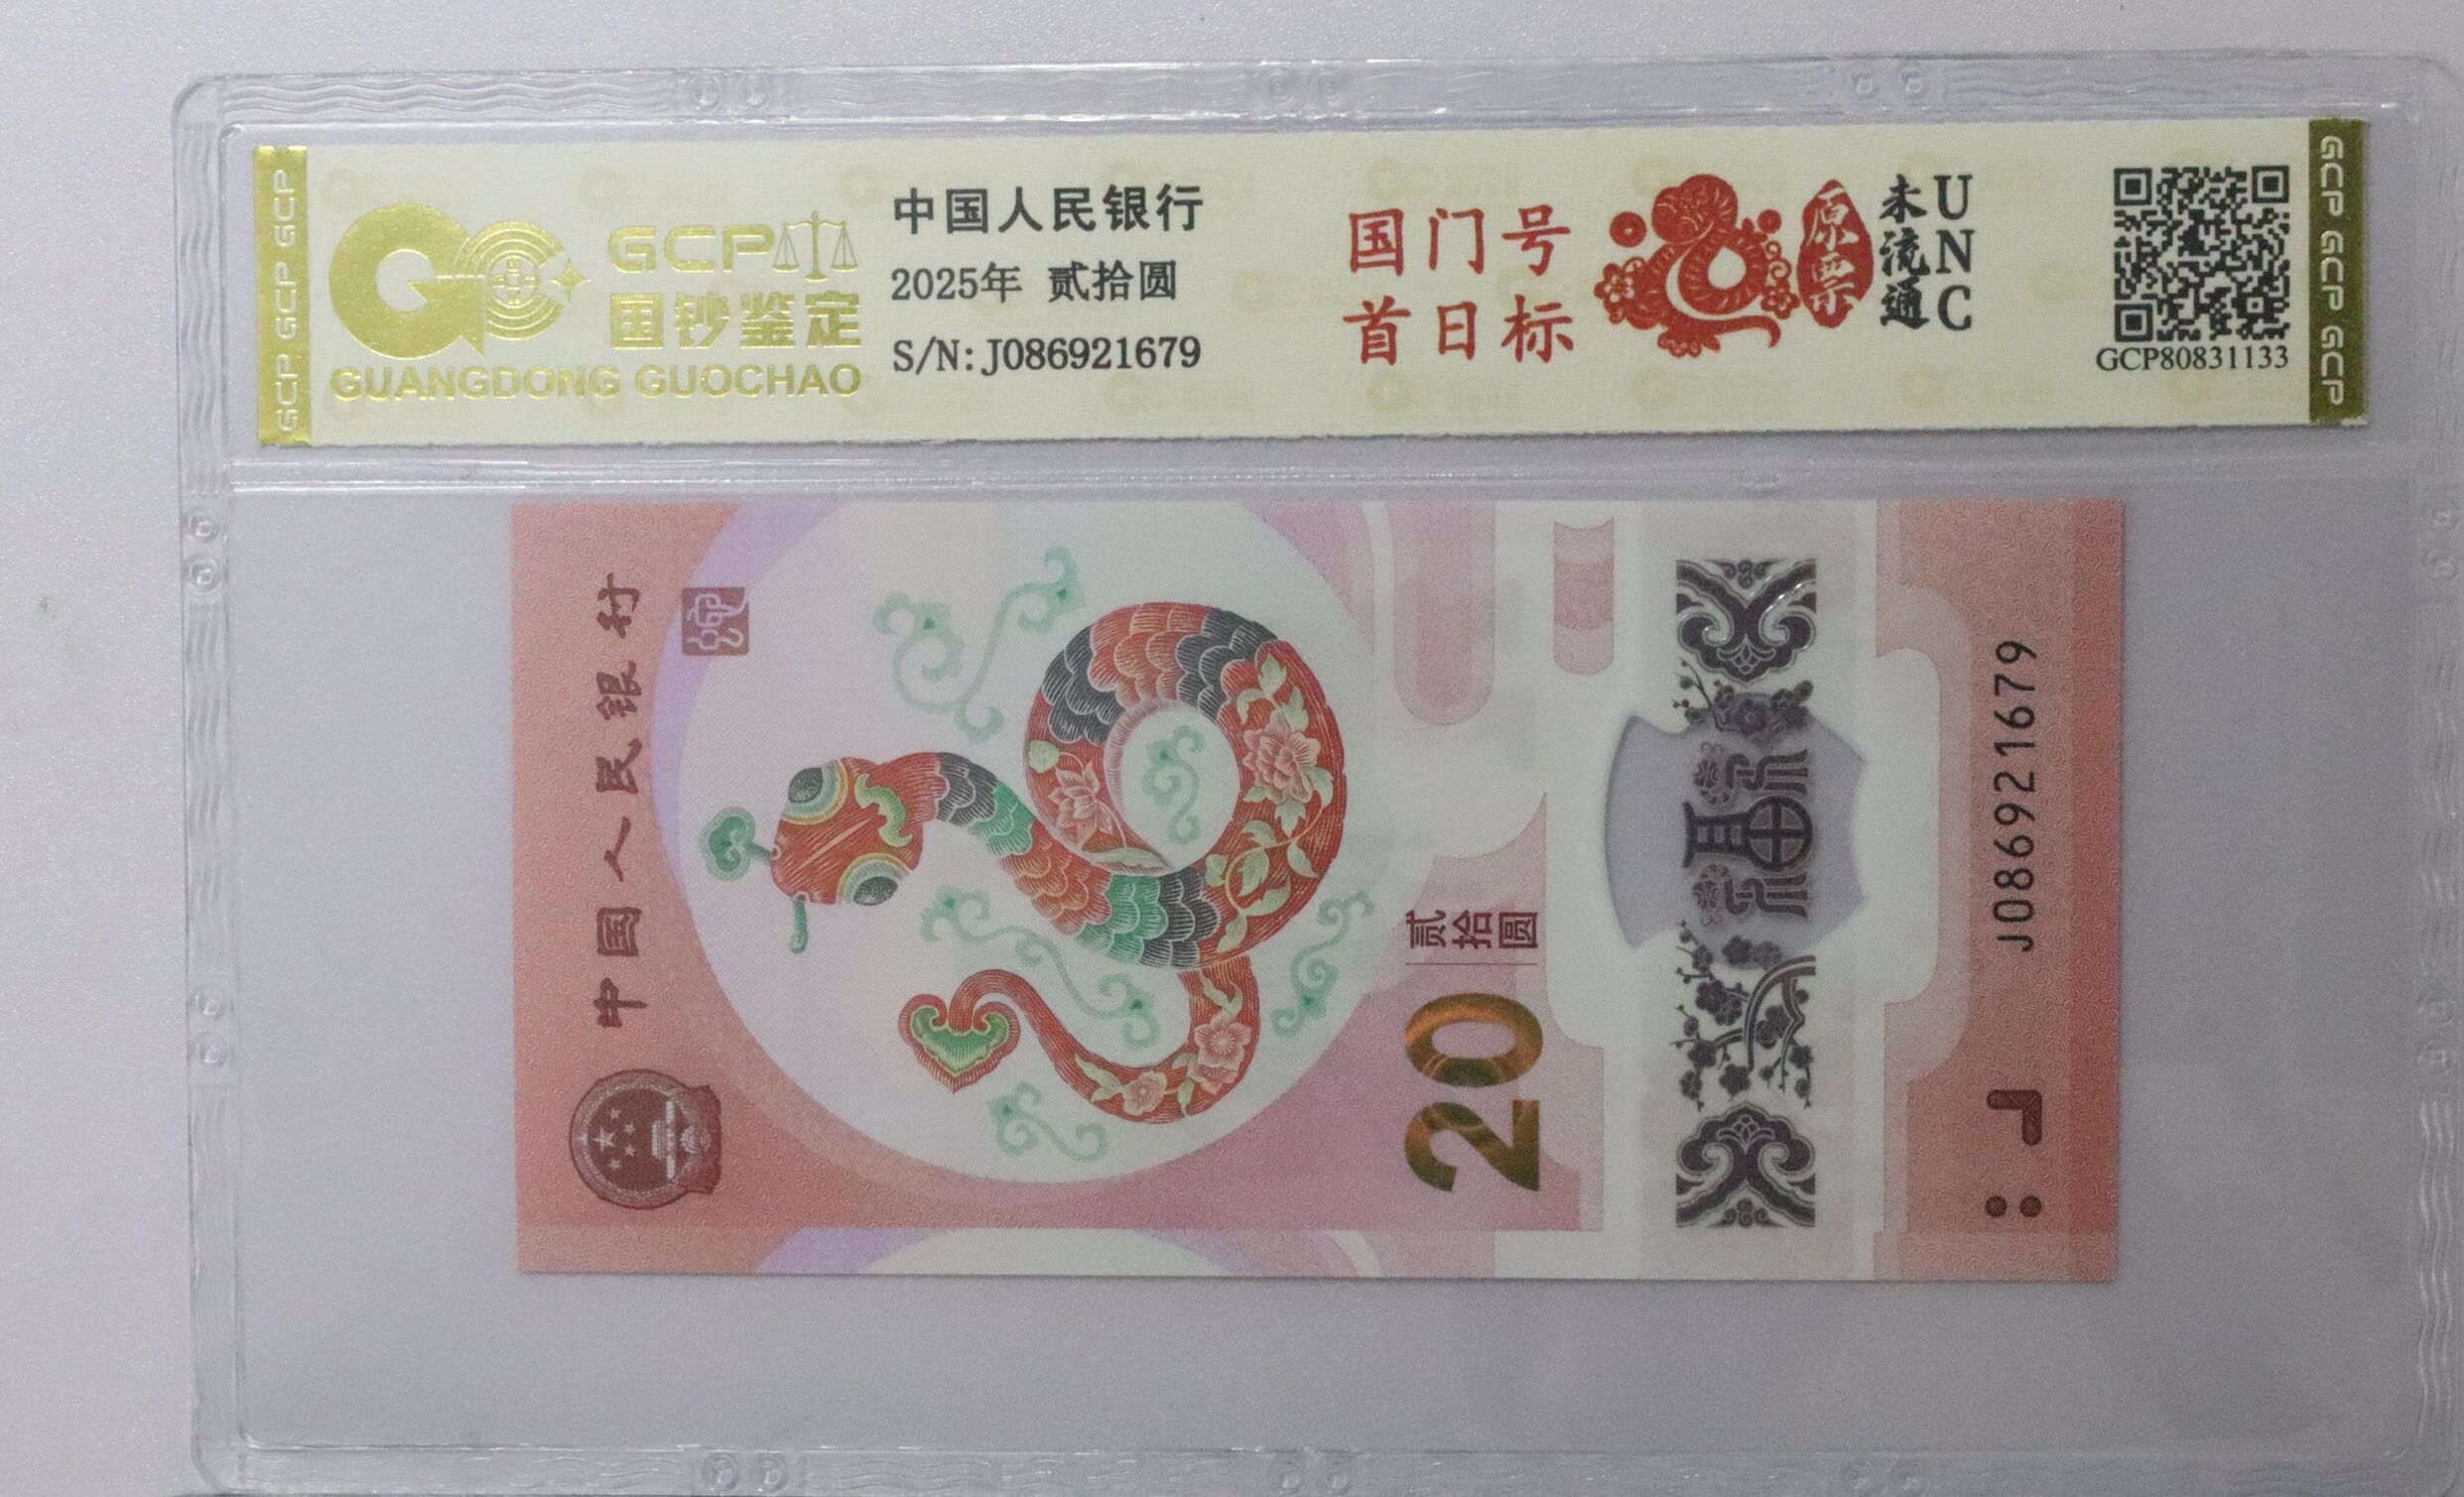 GCP GCP GCP
GCP
国钞鉴定
GUANGDONG GUOCHAO
中国人民银行
2025年 贰拾圆
S/N:J086921679
国门号
首日标
原票
未流通
UNC
GCP80831133
GCP GCP GCP
中国人民银行
20
贰拾圆
福
J086921679